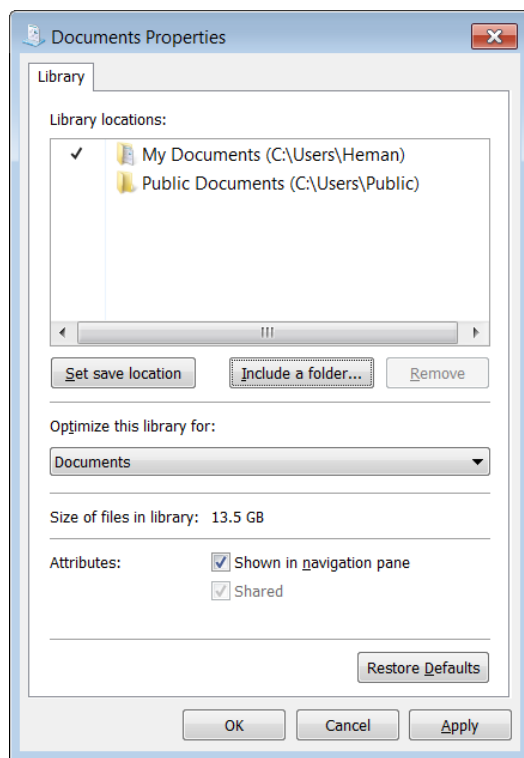 Documents Properties
Library
Library locations:
My Documents (C:\Users\Heman)
Public Documents (C:\Users\Public)
Set save location Include a folder... Remove
Optimize this library for:
Documents
Size of files in library: 13.5 GB
Attributes: Shown in navigation pane
Shared
Restore Defaults
OK Cancel Apply